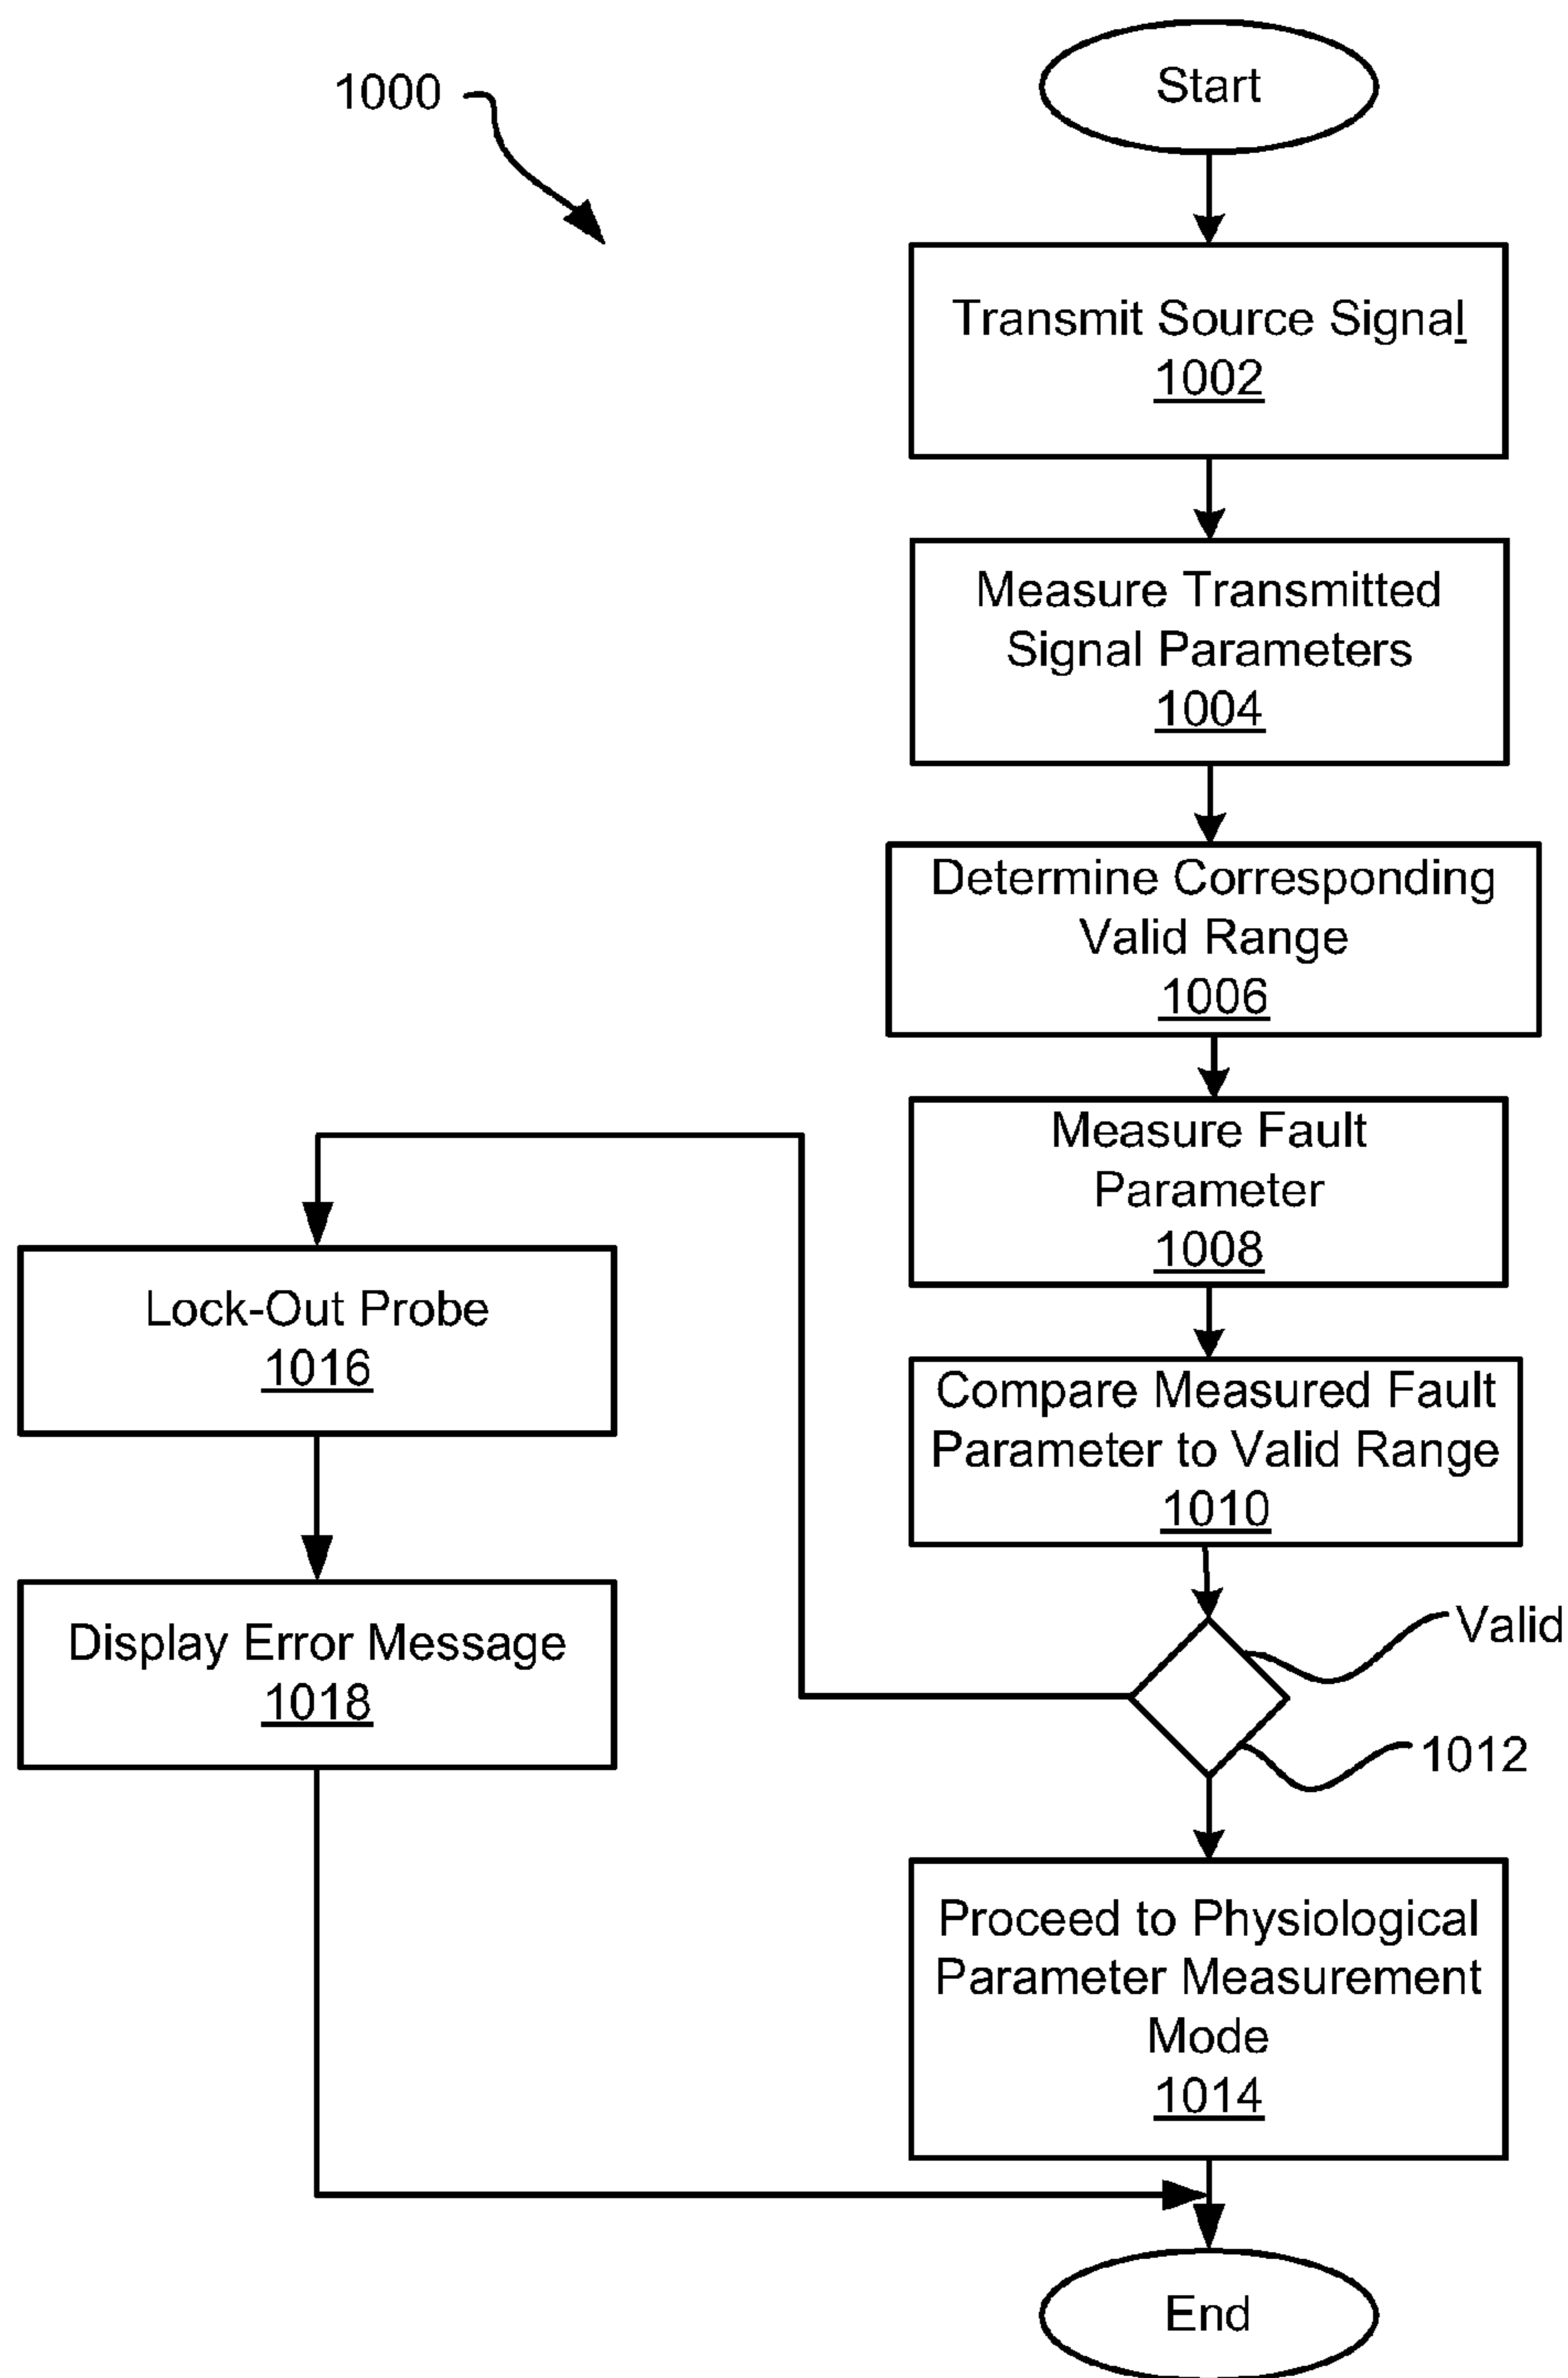 1000
Start
Transmit Source Signal
1002
Measure Transmitted
Signal Parameters
1004
Determine Corresponding
Valid Range
1006
Measure Fault
Parameter
1008
Compare Measured Fault
Parameter to Valid Range
1010
Valid
1012
Lock-Out Probe
1016
Display Error Message
1018
Proceed to Physiological
Parameter Measurement
Mode
1014
End